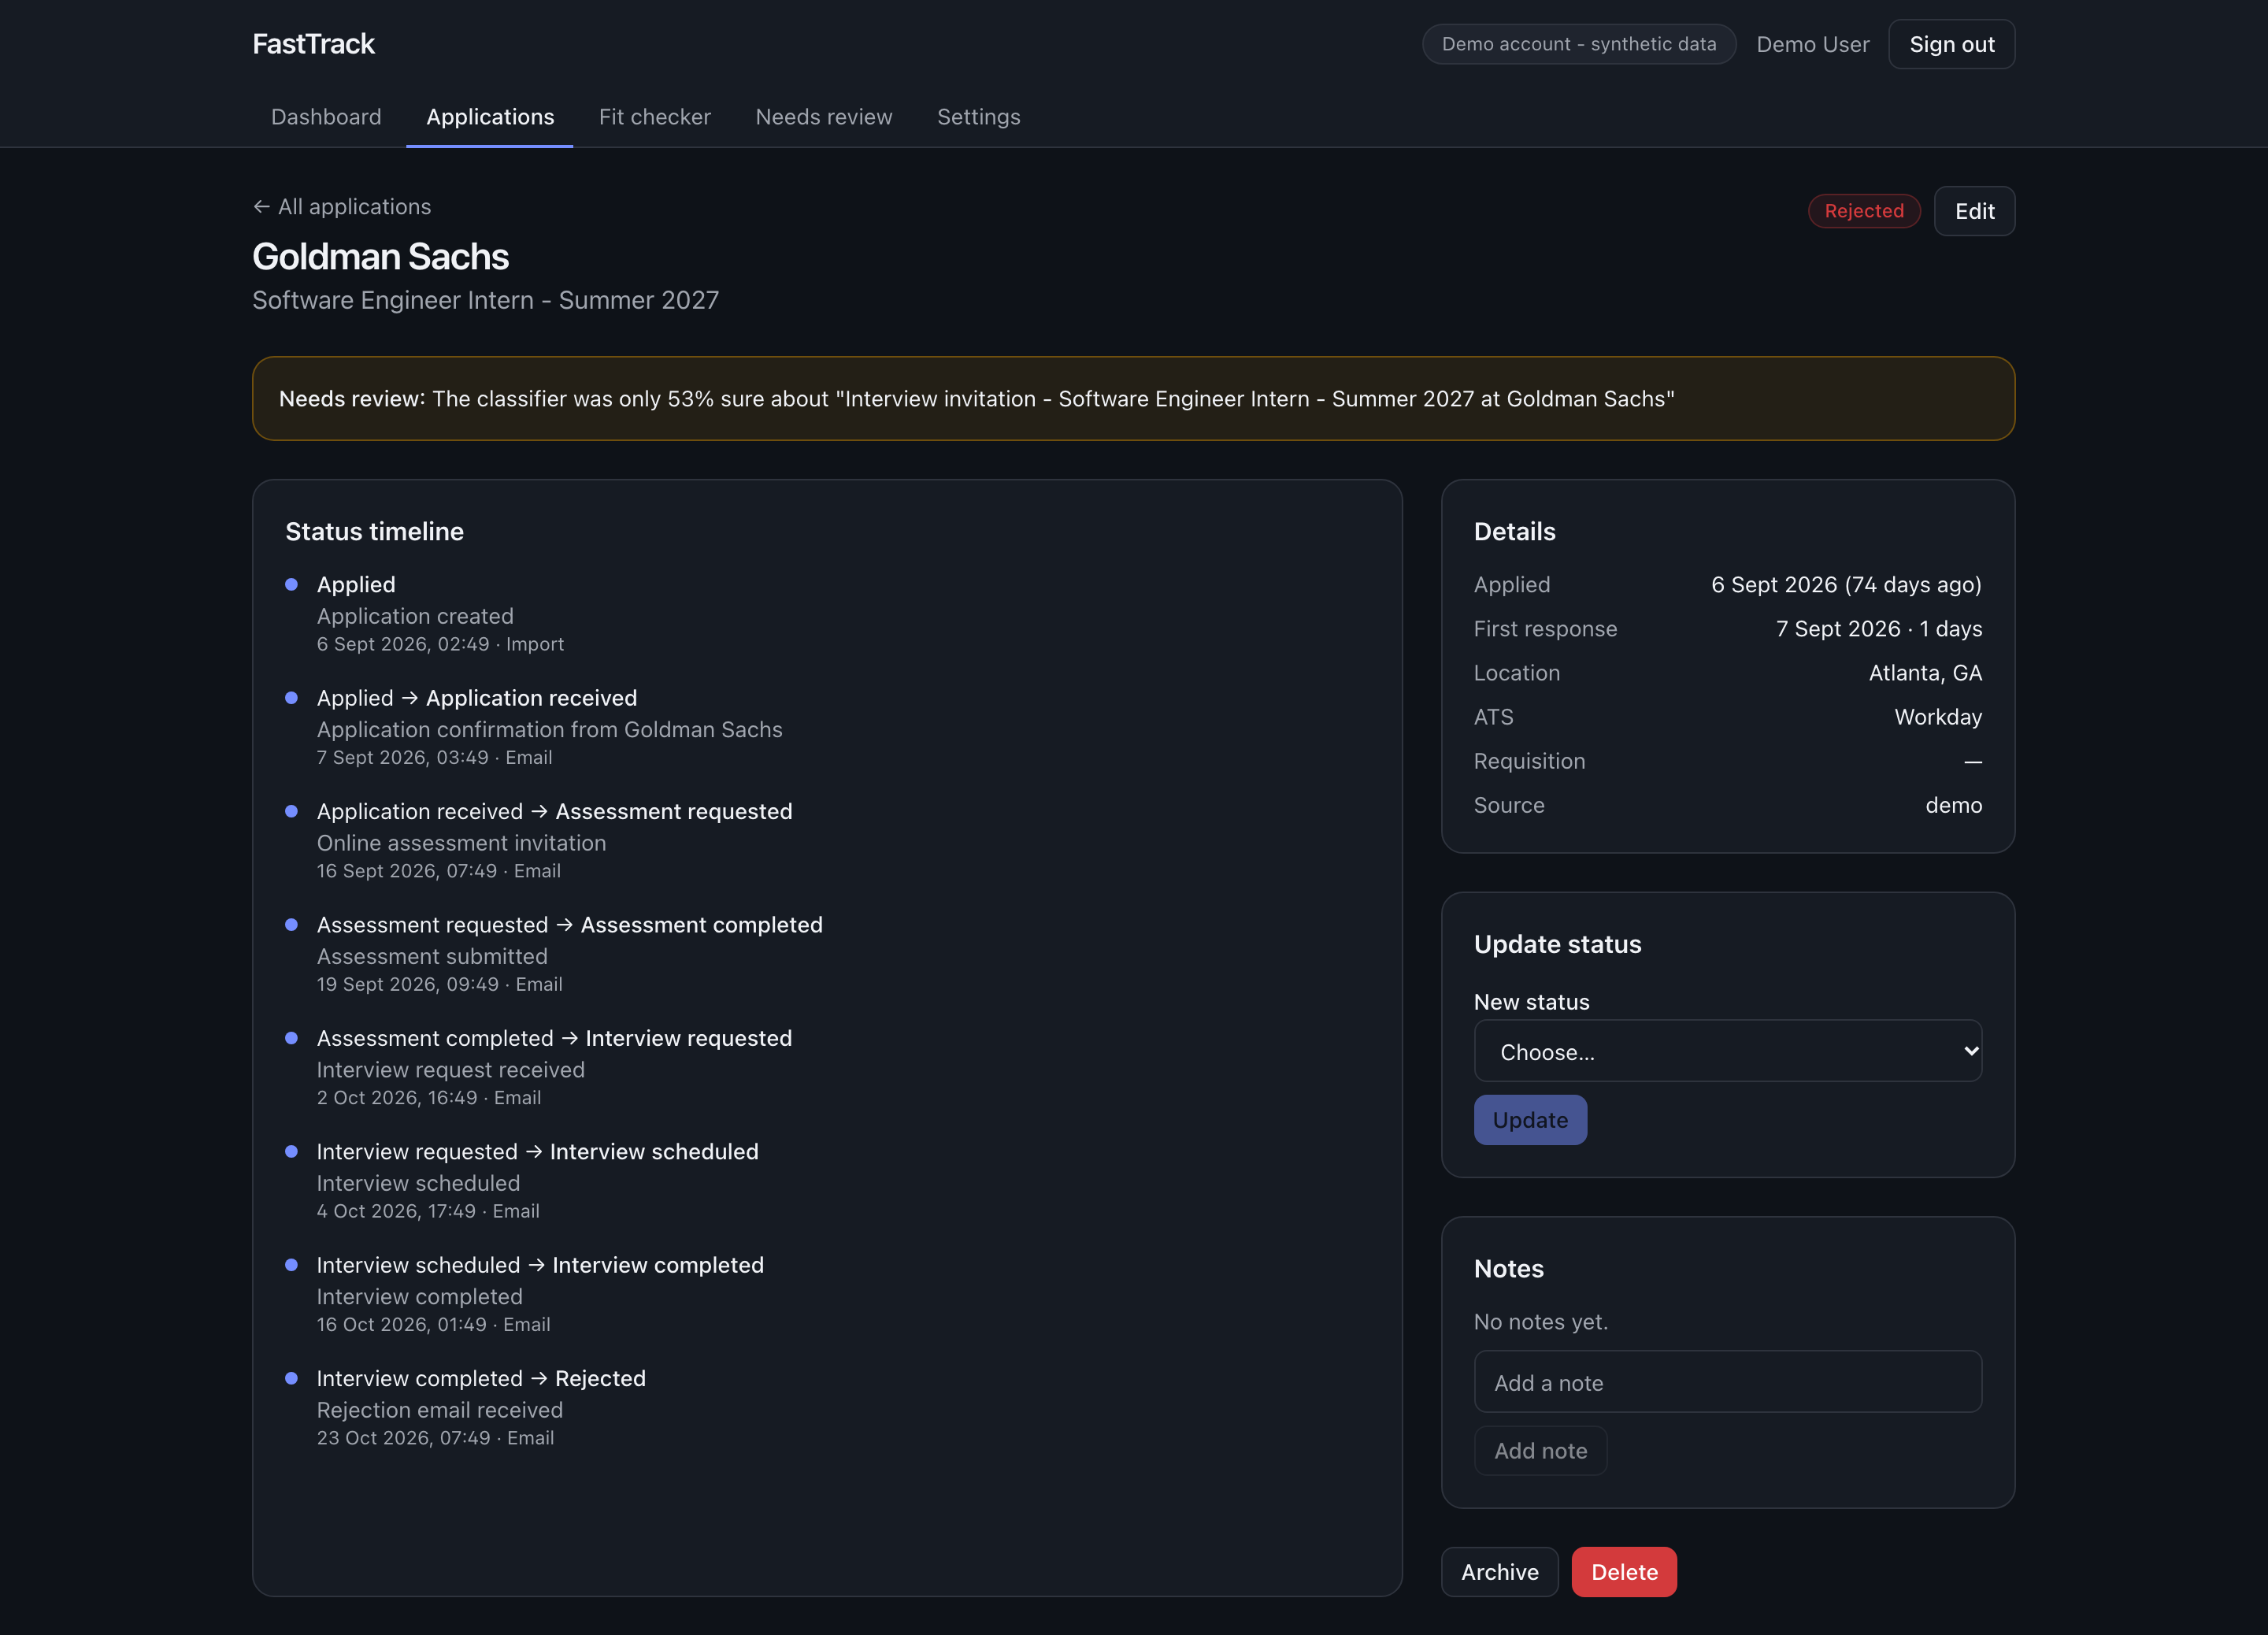 FastTrack
Demo account - synthetic data
Demo User
Sign out
Dashboard
Applications
Fit checker
Needs review
Settings
← All applications
Rejected
Edit
Goldman Sachs
Software Engineer Intern - Summer 2027
Needs review: The classifier was only 53% sure about "Interview invitation - Software Engineer Intern - Summer 2027 at Goldman Sachs"
Status timeline
Applied
Application created
6 Sept 2026, 02:49 · Import
Applied → Application received
Application confirmation from Goldman Sachs
7 Sept 2026, 03:49 · Email
Application received → Assessment requested
Online assessment invitation
16 Sept 2026, 07:49 · Email
Assessment requested → Assessment completed
Assessment submitted
19 Sept 2026, 09:49 · Email
Assessment completed → Interview requested
Interview request received
2 Oct 2026, 16:49 · Email
Interview requested → Interview scheduled
Interview scheduled
4 Oct 2026, 17:49 · Email
Interview scheduled → Interview completed
Interview completed
16 Oct 2026, 01:49 · Email
Interview completed → Rejected
Rejection email received
23 Oct 2026, 07:49 · Email
Details
Applied 6 Sept 2026 (74 days ago)
First response 7 Sept 2026 · 1 days
Location Atlanta, GA
ATS Workday
Requisition —
Source demo
Update status
New status
Choose...
Update
Notes
No notes yet.
Add a note
Add note
Archive
Delete